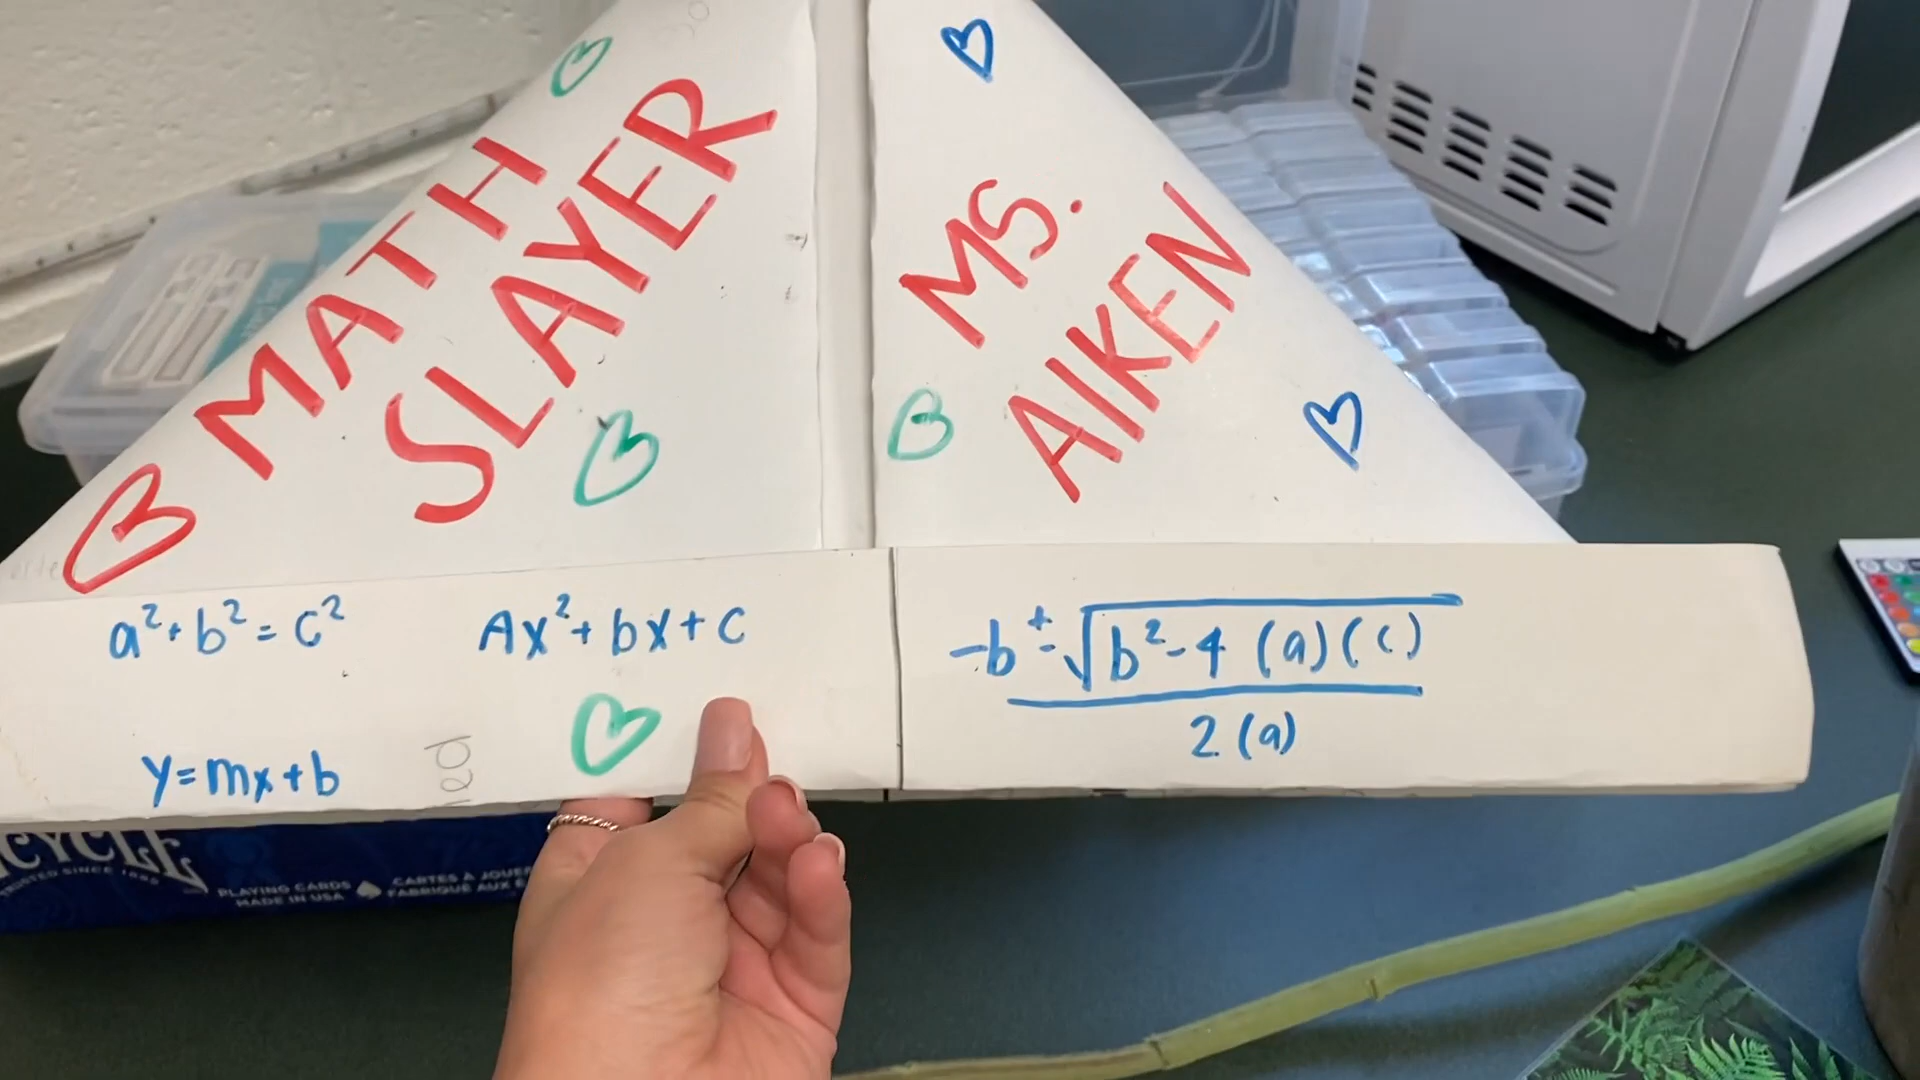 MATH
SLAYER
MS.
AIKEN
a²+b²=c²
Ax²+bx+c
y=mx+b
-b±√b²-4(a)(c)
2(a)
PLAYING CARDS
MADE IN USA